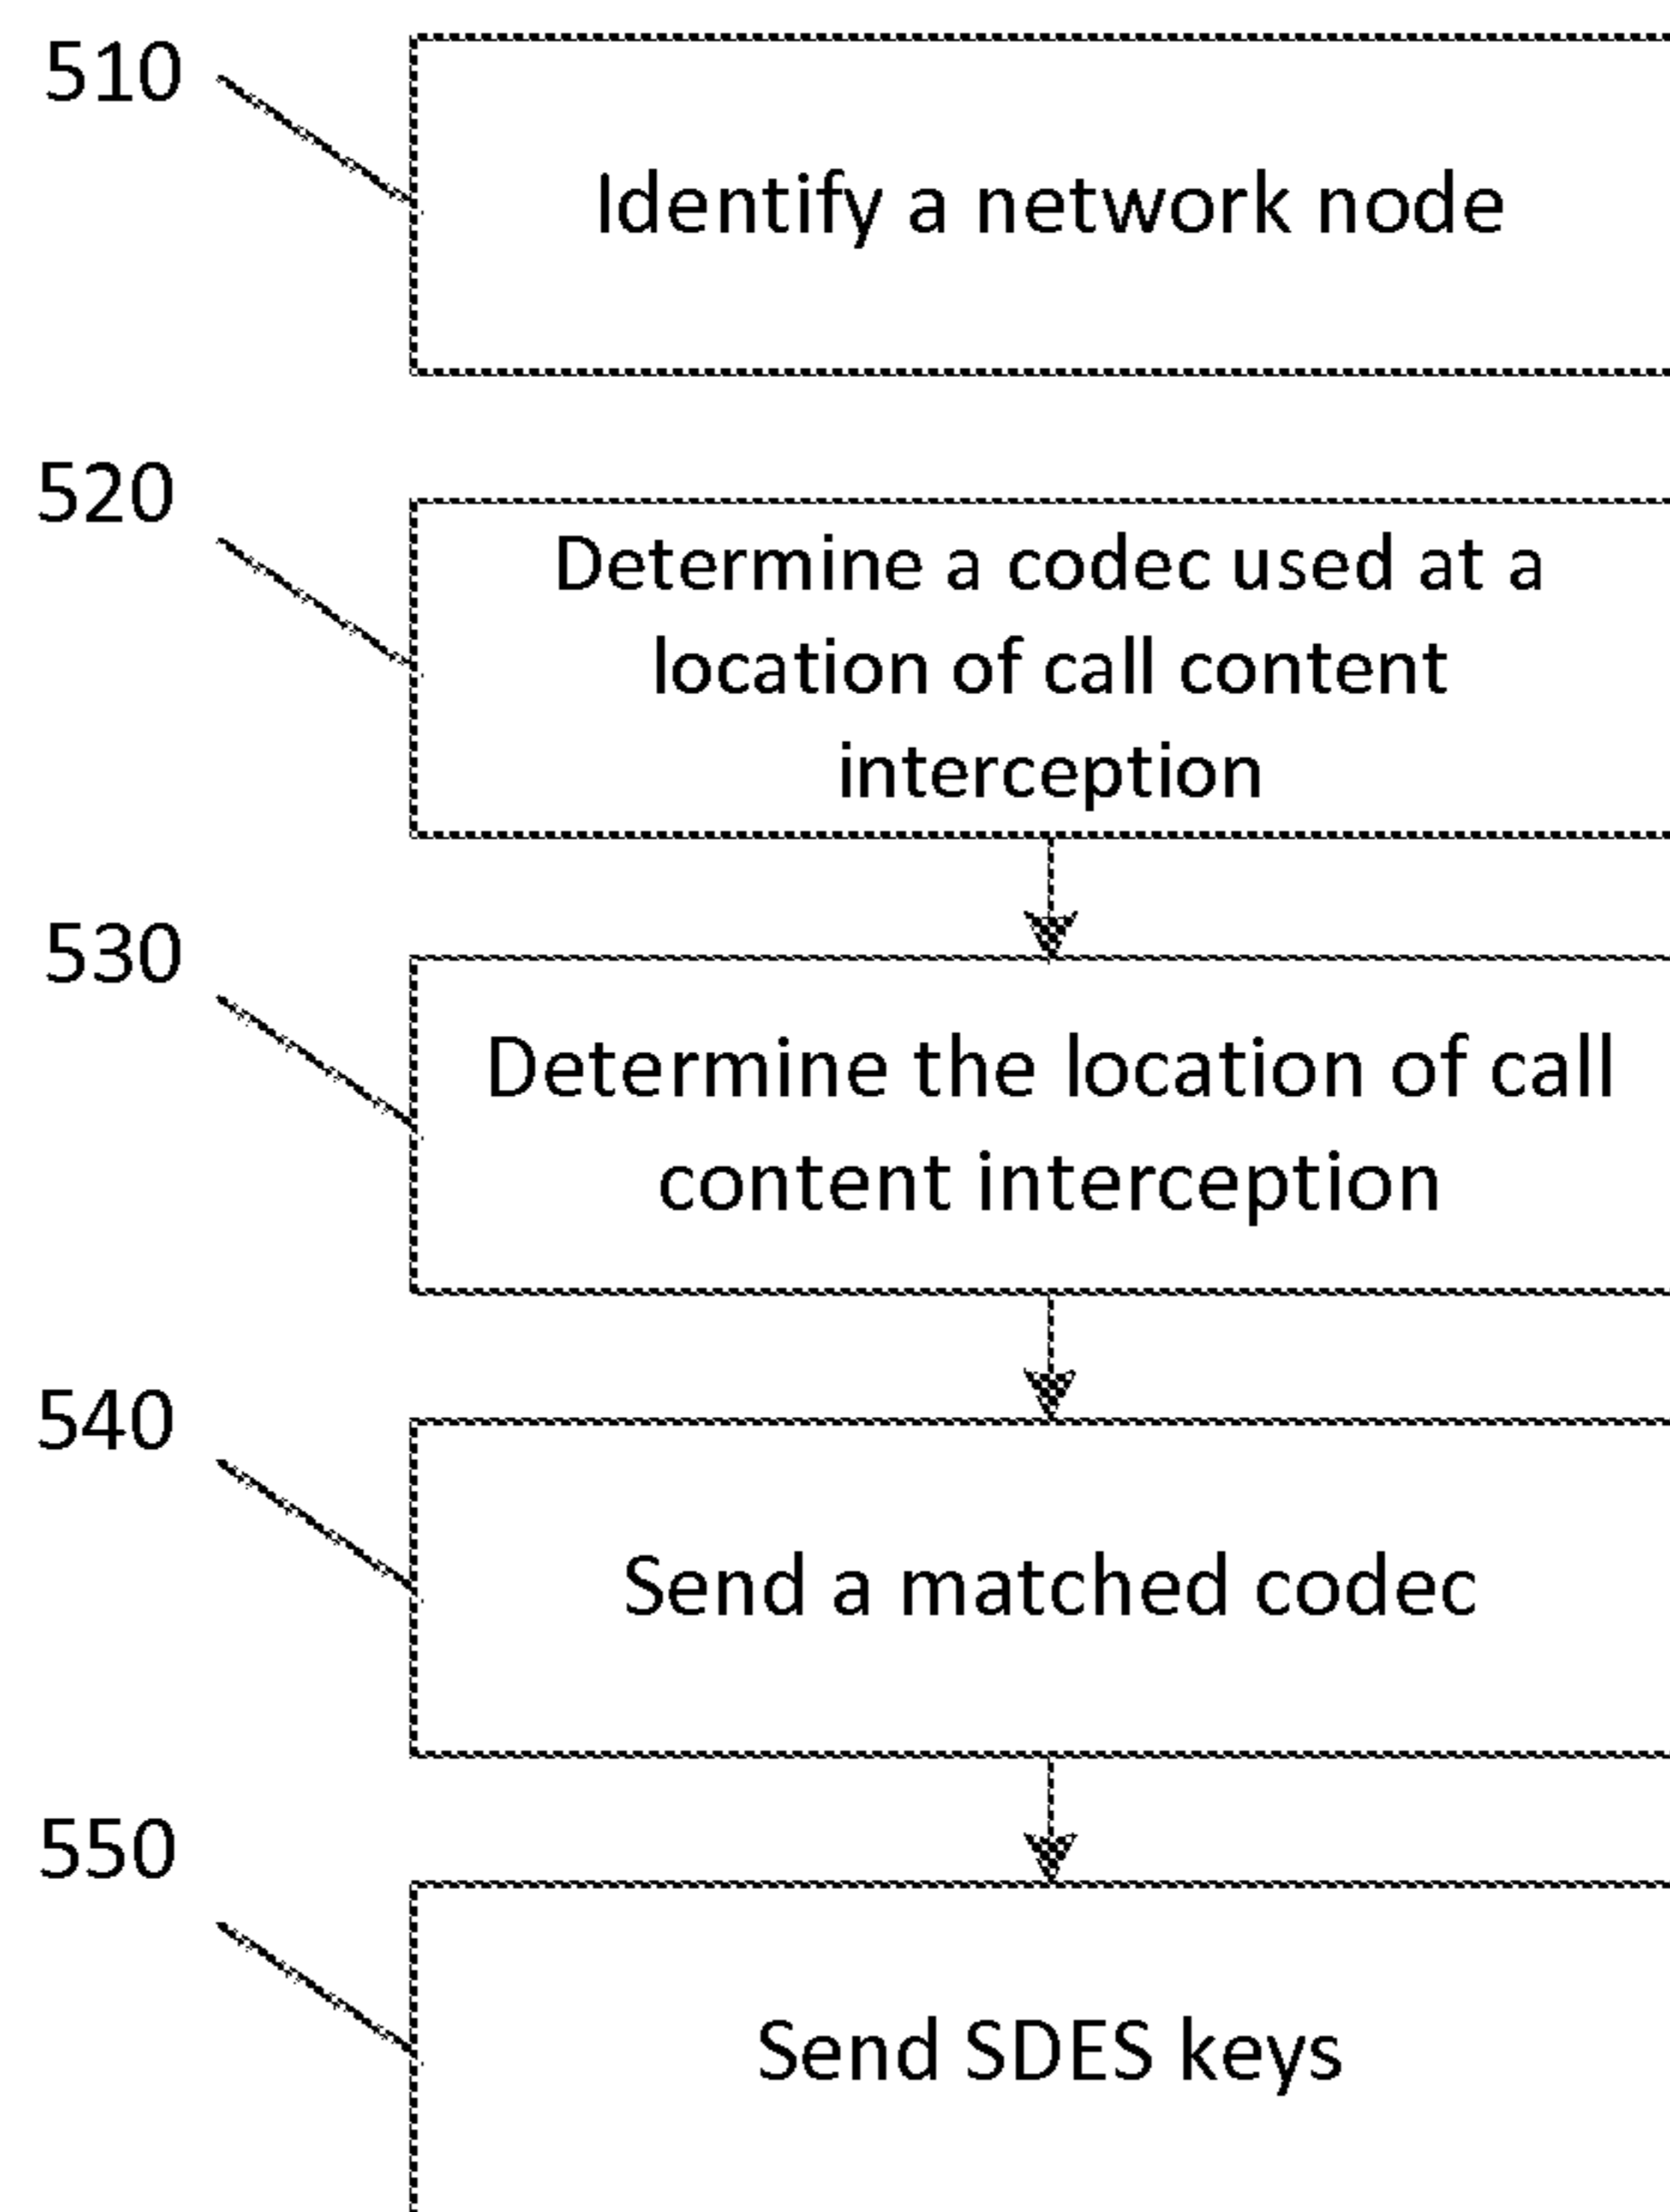 510
Identify a network node
520
Determine a codec used at a
location of call content
interception
530
Determine the location of call
content interception
540
Send a matched codec
550
Send SDES keys